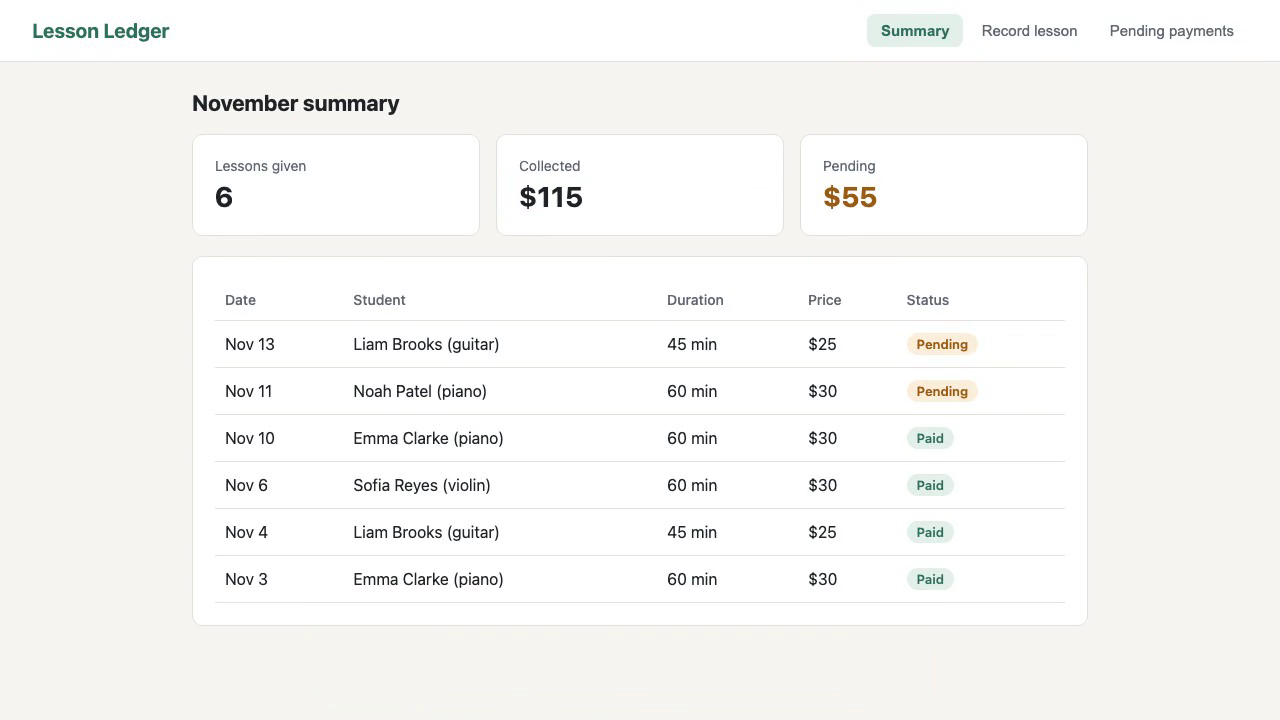 Lesson Ledger
Summary Record lesson Pending payments
November summary
Lessons given
6
Collected
$115
Pending
$55
Date Student Duration Price Status
Nov 13 Liam Brooks (guitar) 45 min $25 Pending
Nov 11 Noah Patel (piano) 60 min $30 Pending
Nov 10 Emma Clarke (piano) 60 min $30 Paid
Nov 6 Sofia Reyes (violin) 60 min $30 Paid
Nov 4 Liam Brooks (guitar) 45 min $25 Paid
Nov 3 Emma Clarke (piano) 60 min $30 Paid